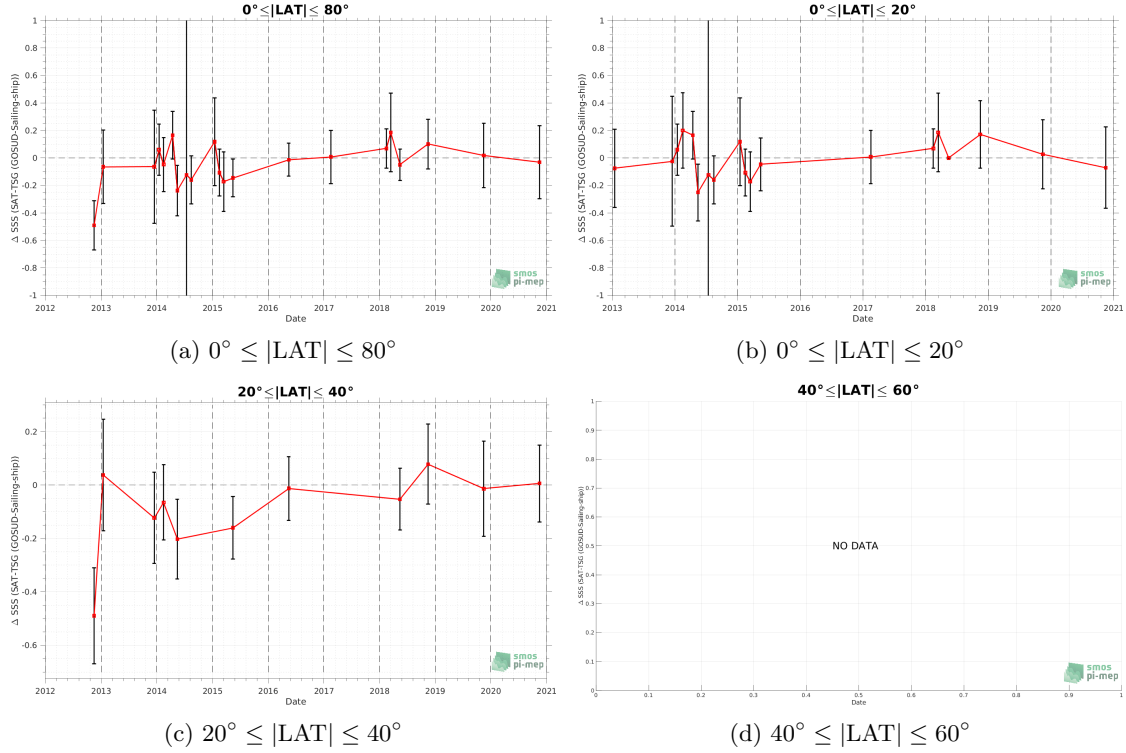 0°≤|LAT|≤ 80°
Δ SSS (SAT-TSG (GOSUD-Sailing-ship))
1
0.8
0.6
0.4
0.2
0
-0.2
-0.4
-0.6
-0.8
-1
2012 2013 2014 2015 2016 2017 2018 2019 2020 2021
Date
smos
pi-mep
(a) 0° ≤ |LAT| ≤ 80°
0°≤|LAT|≤ 20°
Δ SSS (SAT-TSG (GOSUD-Sailing-ship))
1
0.8
0.6
0.4
0.2
0
-0.2
-0.4
-0.6
-0.8
-1
2013 2014 2015 2016 2017 2018 2019 2020 2021
Date
smos
pi-mep
(b) 0° ≤ |LAT| ≤ 20°
20°≤|LAT|≤ 40°
Δ SSS (SAT-TSG (GOSUD-Sailing-ship))
0.2
0
-0.2
-0.4
-0.6
2012 2013 2014 2015 2016 2017 2018 2019 2020 2021
Date
smos
pi-mep
(c) 20° ≤ |LAT| ≤ 40°
40°≤|LAT|≤ 60°
Δ SSS (SAT-TSG (GOSUD-Sailing-ship))
1
0.9
0.8
0.7
0.6
0.5
0.4
0.3
0.2
0.1
0
NO DATA
0 0.1 0.2 0.3 0.4 0.5 0.6 0.7 0.8 0.9 1
Date
smos
pi-mep
(d) 40° ≤ |LAT| ≤ 60°